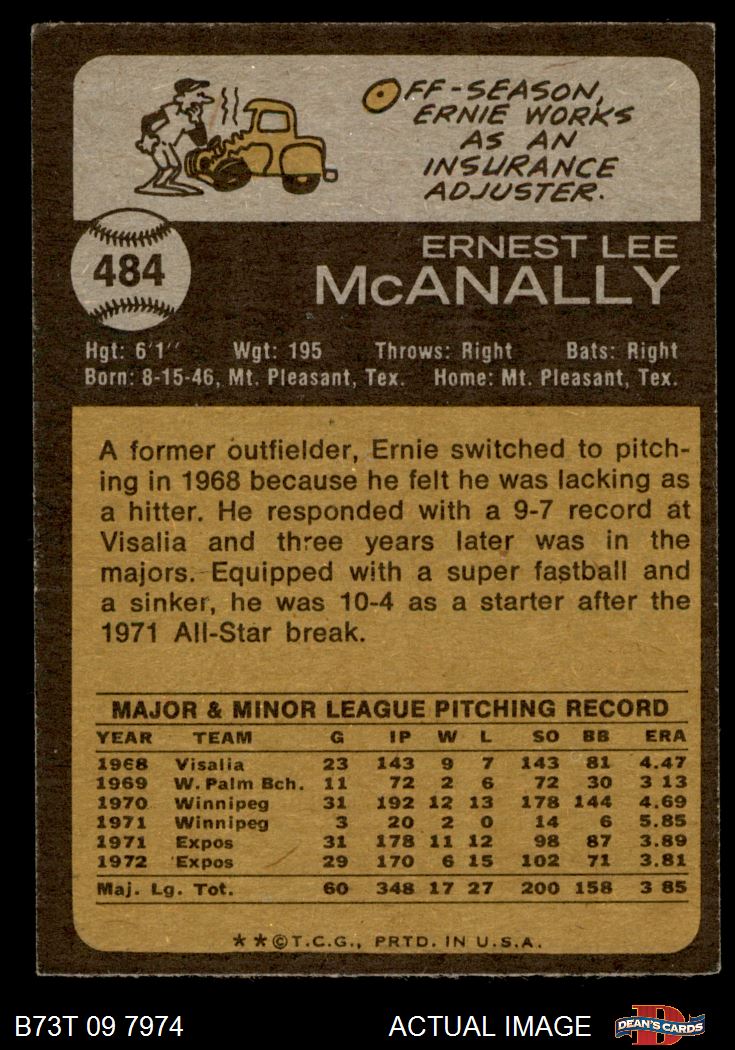 OFF-SEASON,
ERNIE WORKS
AS AN
INSURANCE
ADJUSTER.
484
ERNEST LEE
McANALLY
Hgt: 6'1" Wgt: 195 Throws: Right Bats: Right
Born: 8-15-46, Mt. Pleasant, Tex. Home: Mt. Pleasant, Tex.
A former outfielder, Ernie switched to pitch-
ing in 1968 because he felt he was lacking as
a hitter. He responded with a 9-7 record at
Visalia and three years later was in the
majors. Equipped with a super fastball and
a sinker, he was 10-4 as a starter after the
1971 All-Star break.
MAJOR & MINOR LEAGUE PITCHING RECORD
YEAR TEAM G IP W L SO BB ERA
1968 Visalia 23 143 9 7 143 81 4.47
1969 W. Palm Bch. 11 72 2 6 72 30 3 13
1970 Winnipeg 31 192 12 13 178 144 4.69
1971 Winnipeg 3 20 2 0 14 6 5.85
1971 Expos 31 178 11 12 98 87 3.89
1972 Expos 29 170 6 15 102 71 3.81
Maj. Lg. Tot. 60 348 17 27 200 158 3 85
**©T.C.G., PRTD. IN U.S.A.
B73T 09 7974 ACTUAL IMAGE D DEAN'S CARDS